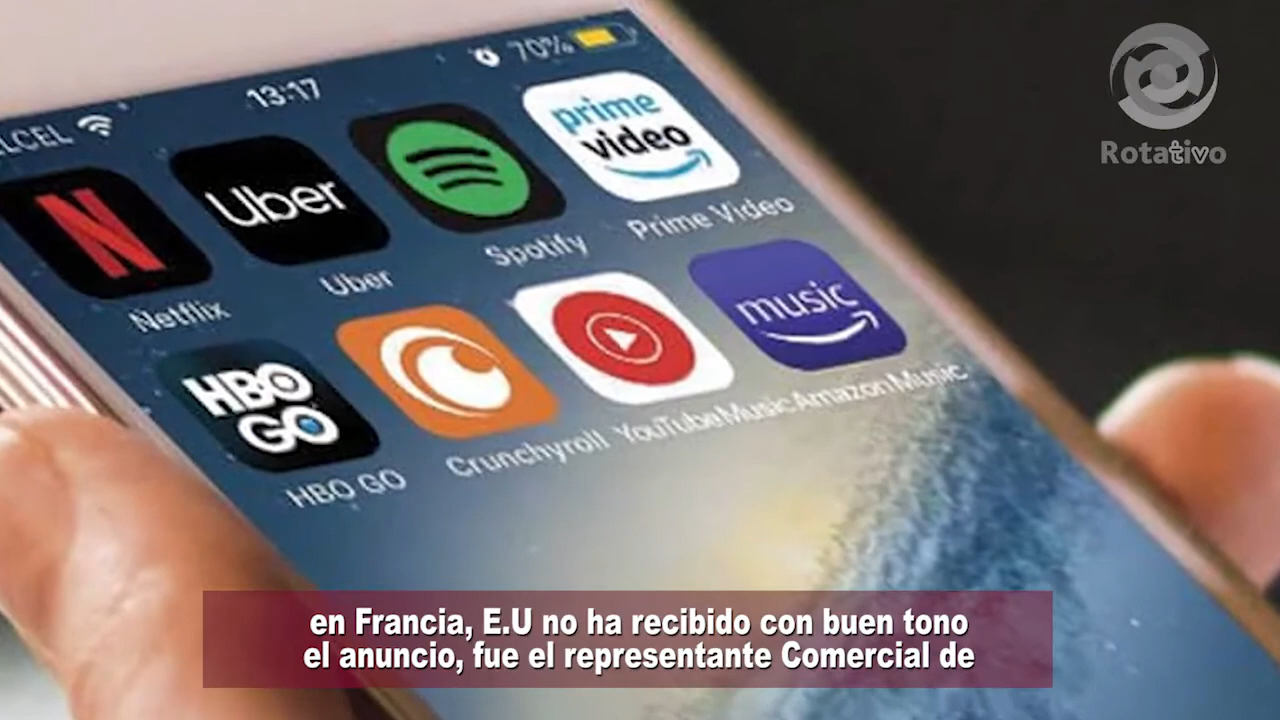 Rotativo
13:17
70%
N
Uber
prime video
Netflix
Uber
Spotify
Prime Video
HBO
GO
music
HBO GO
Crunchyroll
YouTube Music
Amazon Music
en Francia, E.U no ha recibido con buen tono
el anuncio, fue el representante Comercial de